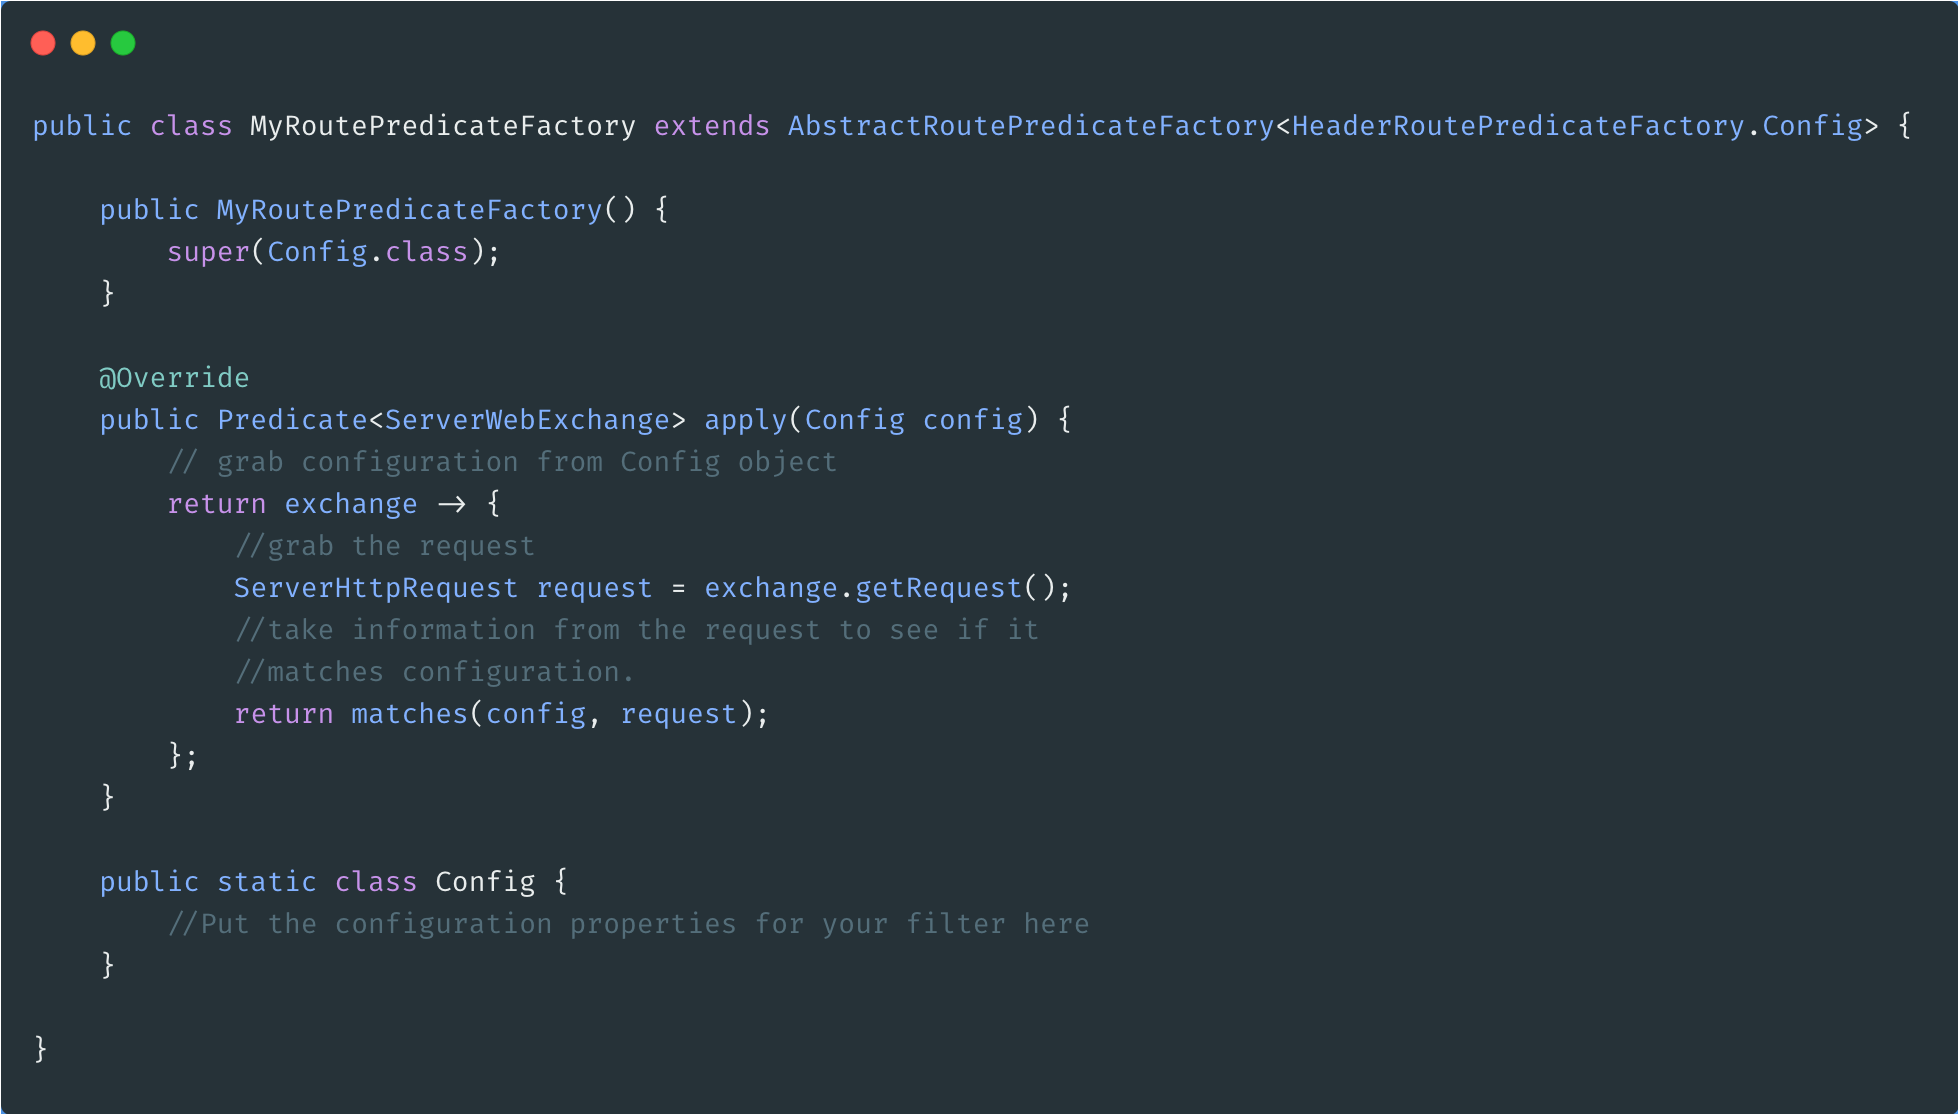 public class MyRoutePredicateFactory extends AbstractRoutePredicateFactory<HeaderRoutePredicateFactory.Config> {
public MyRoutePredicateFactory() {
super(Config.class);
}
@Override
public Predicate<ServerWebExchange> apply(Config config) {
// grab configuration from Config object
return exchange -> {
//grab the request
ServerHttpRequest request = exchange.getRequest();
//take information from the request to see if it
//matches configuration.
return matches(config, request);
};
}
public static class Config {
//Put the configuration properties for your filter here
}
}